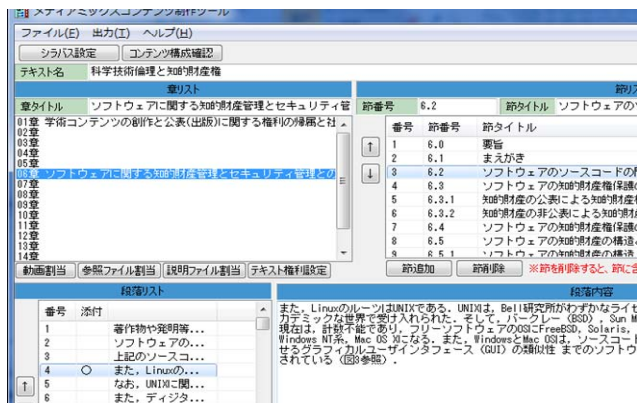 メディアミックスコンテンツ制作ツール
ファイル(F) 出力(I) ヘルプ(H)
シラバス設定 コンテンツ構成確認
テキスト名 科学技術倫理と知的財産権
章リスト
節リス
章タイトル ソフトウェアに関する知的財産管理とセキュリティ管
節番号 6.2 節タイトル ソフトウェアのソ
01章 学術コンテンツの創作と公表(出版)に関する権利の帰属と社
02章
03章
04章
05章
06章 ソフトウェアに関する知的財産管理とセキュリティ管理との
07章
08章
09章
10章
11章
12章
13章
14章
番号 節番号 節タイトル
↑
↓
1 6.0 要旨
2 6.1 まえがき
3 6.2 ソフトウェアのソースコードの
4 6.3 ソフトウェアの知的財産権保護の
5 6.3.1 知的財産の公表による知的財産権
6 6.3.2 知的財産の非公表による知的財
7 6.4 ソフトウェアの知的財産権保護
8 6.5 ソフトウェアの知的財産の構造
9 6.5.1 ソフトウェアの知的財産の構造
動画割当 参照ファイル割当 説明ファイル割当 テキスト権利設定
節追加 節削除 ※節を削除すると、節に含
段落リスト
番号 添付
1 著作物や発明等...
2 ソフトウェアの...
3 上記のソースコ...
4 ○ また，Linuxの...
5 なお，UNIXに関...
6 また，ディジタ...
↑
段落内容
また，LinuxのルーツはUNIXである．UNIXは，Bell研究所がわずかなライセ
カデミックな世界で受け入れられた．そして，バークレー（BSD），Sun M
現在は，計数不能であり，フリーソフトウェアのOSにFreeBSD，Solaris，
Windows NT系，Mac OS Xになる．また，WindowsとMac OSは，ソースコード
せるグラフィカルユーザインタフェース（GUI）の類似性 までのソフトウ
されている（図3参照）．